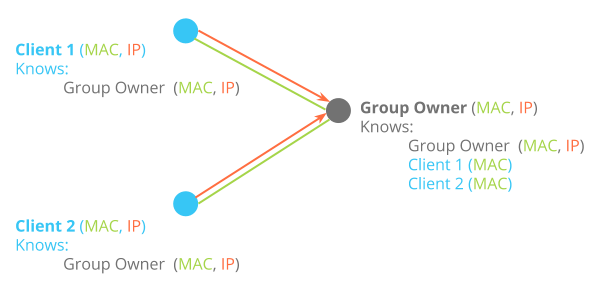 Client 1 (MAC, IP)
Knows:
Group Owner (MAC, IP)
Group Owner (MAC, IP)
Knows:
Group Owner (MAC, IP)
Client 1 (MAC)
Client 2 (MAC)
Client 2 (MAC, IP)
Knows:
Group Owner (MAC, IP)